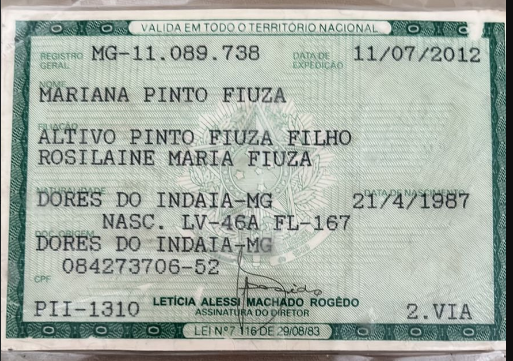 VALIDA EM TODO O TERRITÓRIO NACIONAL
REGISTRO GERAL MG-11.089.738 DATA DE EXPEDIÇÃO 11/07/2012
NOME
MARIANA PINTO FIUZA
FILIAÇÃO
ALTIVO PINTO FIUZA FILHO
ROSILAINE MARIA FIUZA
NATURALIDADE DATA DE NASCIMENTO
DORES DO INDAIA-MG 21/4/1987
NASC. LV-46A FL-167
DOC ORIGEM
DORES DO INDAIA-MG
084273706-52
CPF
PII-1310 LETÍCIA ALESSI MACHADO ROGÊDO 2.VIA
ASSINATURA DO DIRETOR
LEI Nº 7 116 DE 29/08/83